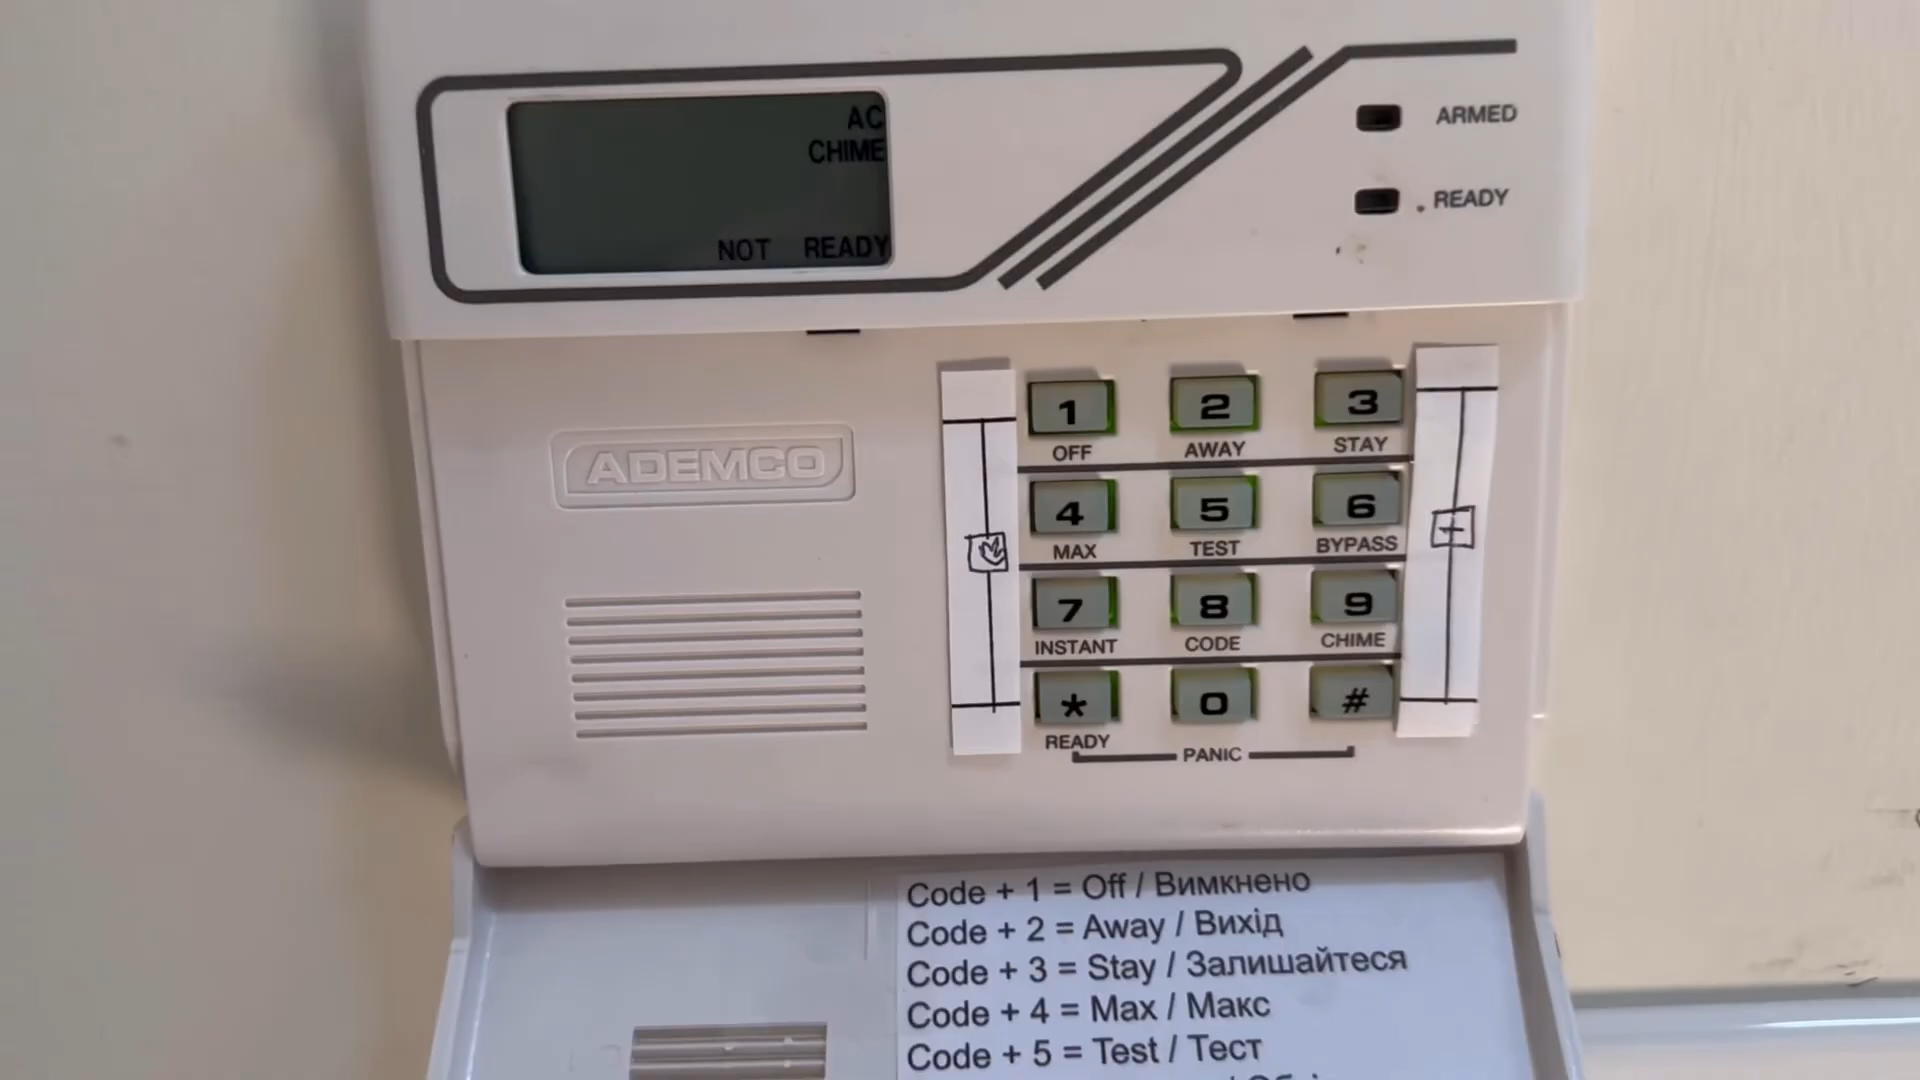 AC
CHIME
NOT READY
ARMED
READY
ADEMCO
1 2 3
OFF AWAY STAY
4 5 6
MAX TEST BYPASS
7 8 9
INSTANT CODE CHIME
* 0 #
READY
PANIC
Code + 1 = Off / Вимкнено
Code + 2 = Away / Вихід
Code + 3 = Stay / Залишайтеся
Code + 4 = Max / Макс
Code + 5 = Test / Тест